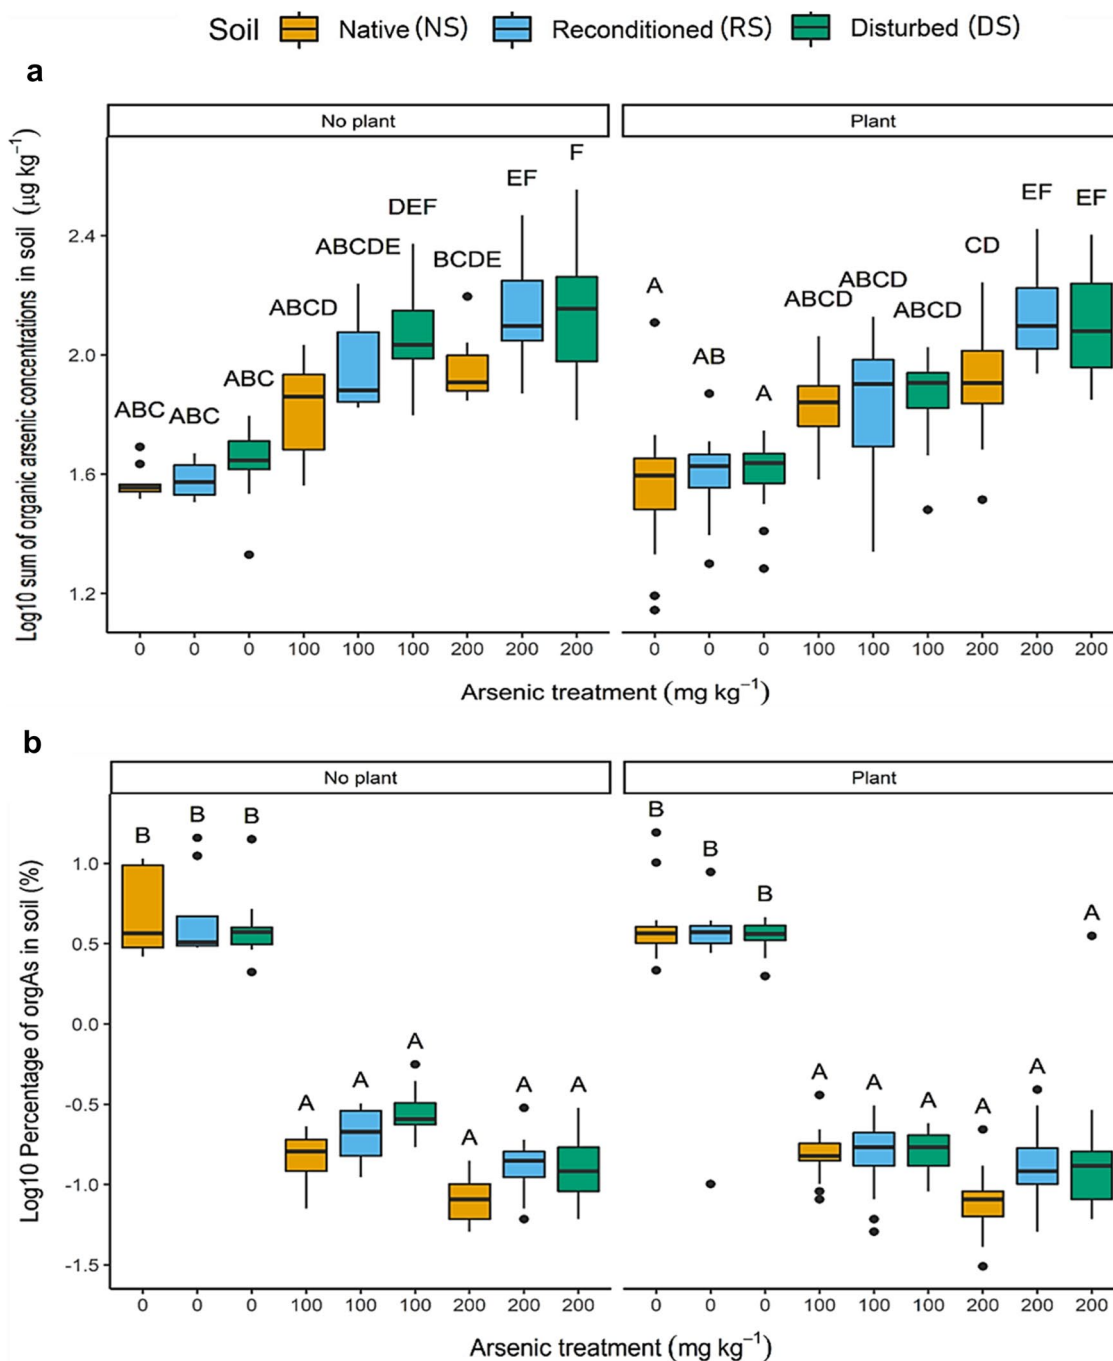 Soil Native (NS) Reconditioned (RS) Disturbed (DS)
a
No plant Plant
Log10 sum of organic arsenic concentrations in soil (µg kg⁻¹)
2.4
2.0
1.6
1.2
ABC ABC ABC ABCD ABCDE DEF BCDE EF F
A AB A ABCD ABCD ABCD CD EF EF
0 0 0 100 100 100 200 200 200 0 0 0 100 100 100 200 200 200
Arsenic treatment (mg kg⁻¹)
b
No plant Plant
Log10 Percentage of orgAs in soil (%)
1.0
0.5
0.0
-0.5
-1.0
-1.5
B B B A A A A A A
B B B A A A A A A
0 0 0 100 100 100 200 200 200 0 0 0 100 100 100 200 200 200
Arsenic treatment (mg kg⁻¹)